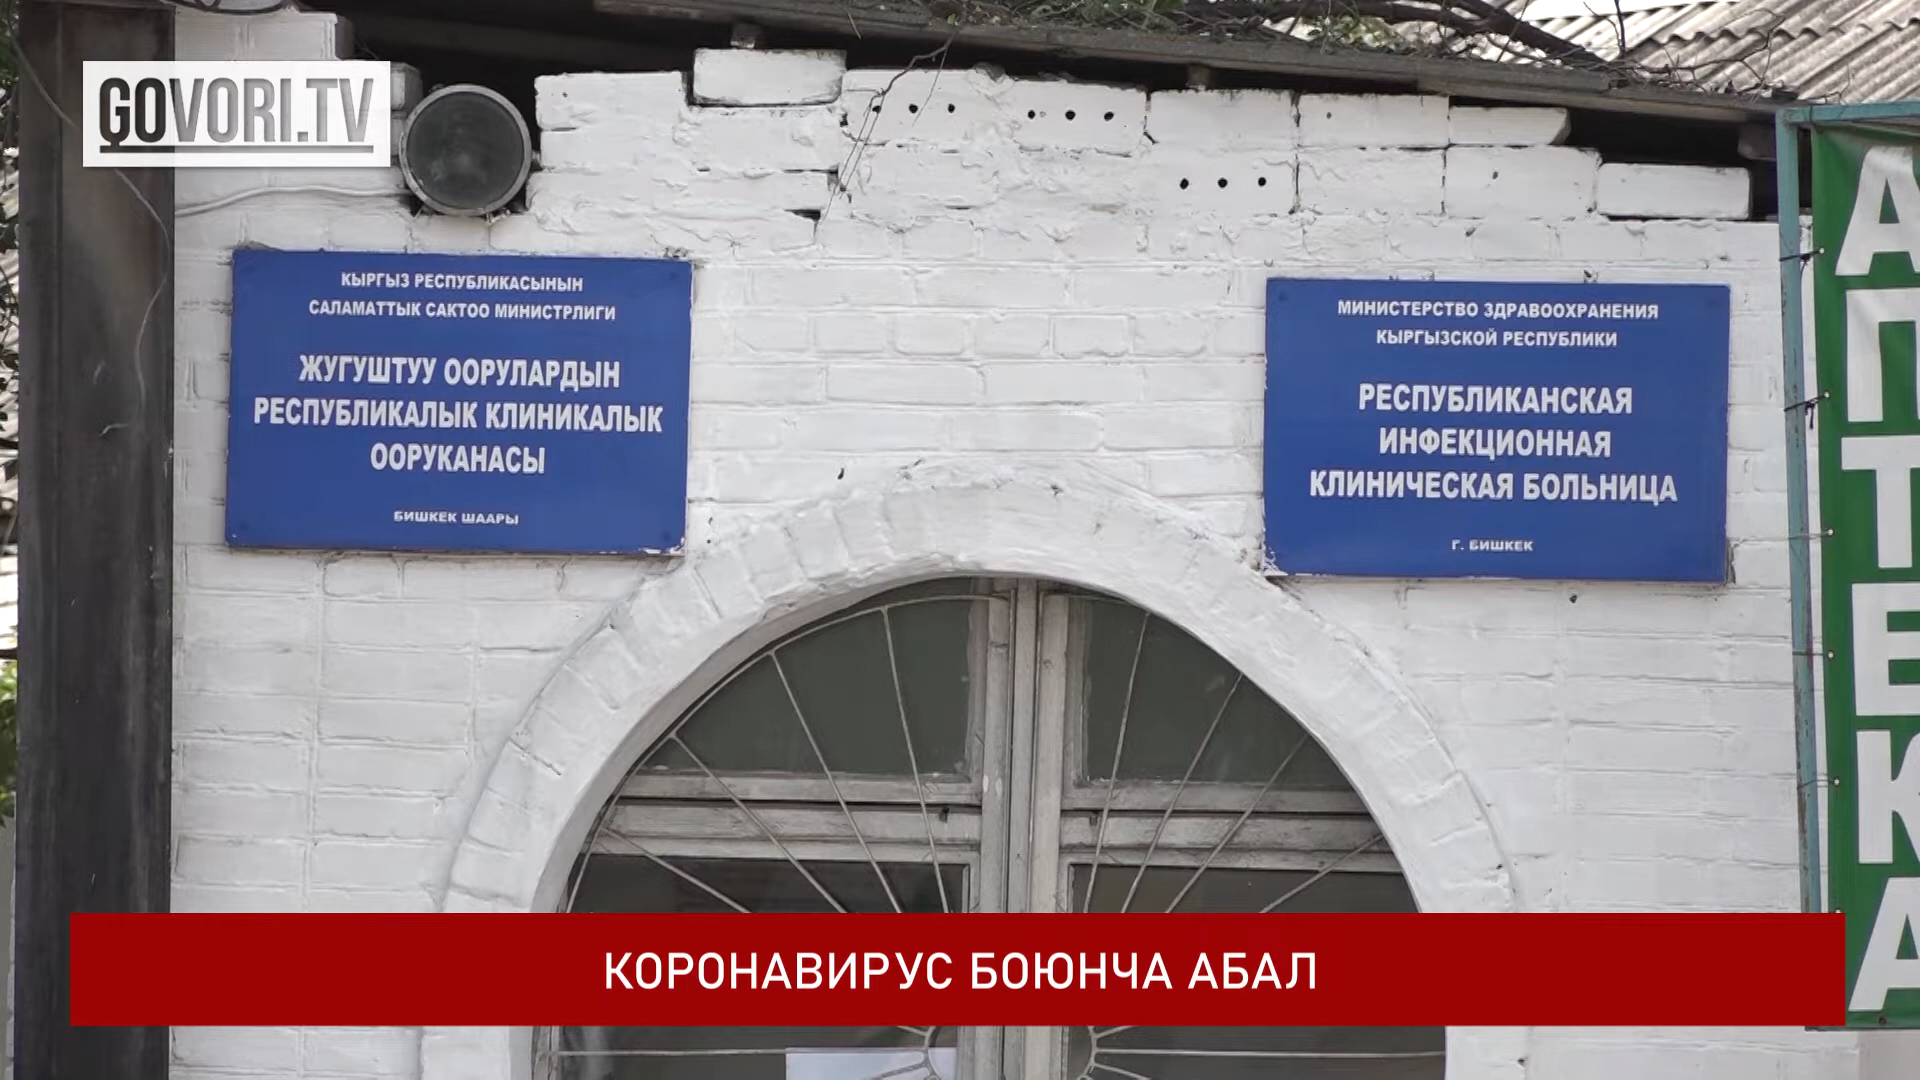 GOVORI.TV
КЫРГЫЗ РЕСПУБЛИКАСЫНЫН
САЛАМАТТЫК САКТОО МИНИСТРЛИГИ
ЖУГУШТУУ ООРУЛАРДЫН
РЕСПУБЛИКАЛЫК КЛИНИКАЛЫК
ООРУКАНАСЫ
БИШКЕК ШААРЫ
МИНИСТЕРСТВО ЗДРАВООХРАНЕНИЯ
КЫРГЫЗСКОЙ РЕСПУБЛИКИ
РЕСПУБЛИКАНСКАЯ
ИНФЕКЦИОННАЯ
КЛИНИЧЕСКАЯ БОЛЬНИЦА
Г. БИШКЕК
АПТЕКА
КОРОНАВИРУС БОЮНЧА АБАЛ